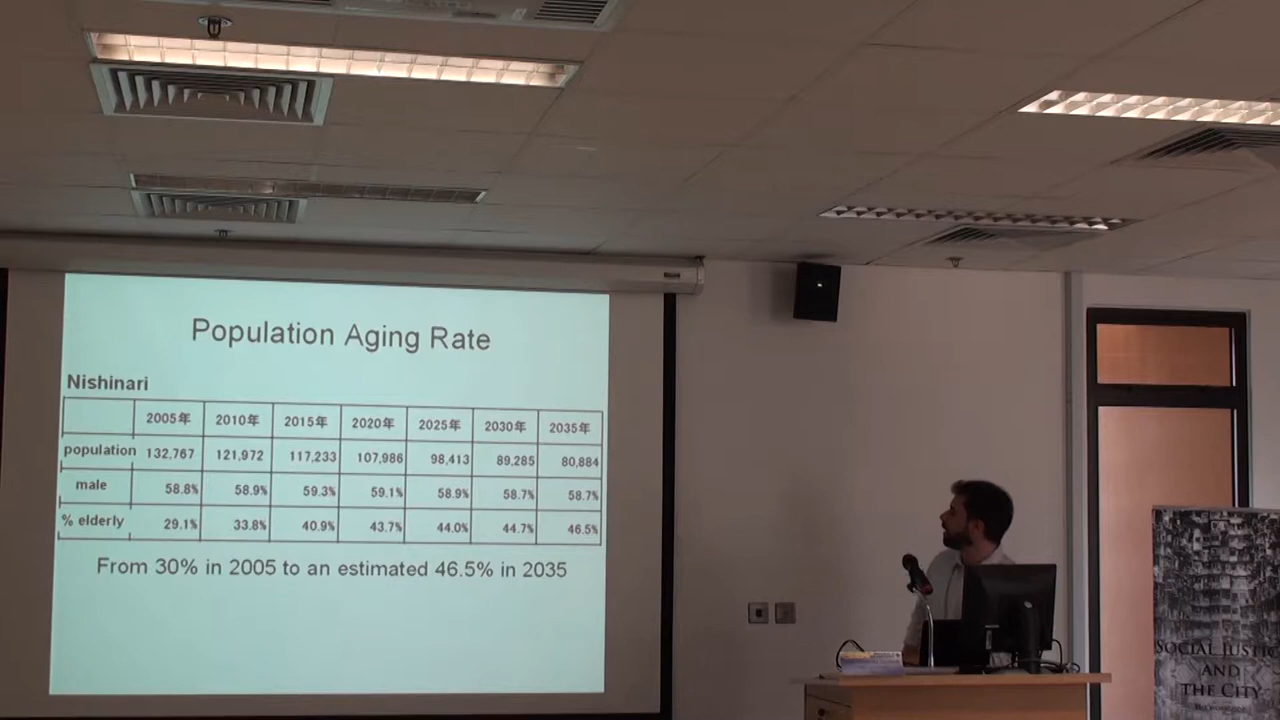 Population Aging Rate
Nishinari
2005年 2010年 2015年 2020年 2025年 2030年 2035年
population 132,767 121,972 117,233 107,986 98,413 89,285 80,884
male 58.8% 58.9% 59.3% 59.1% 58.9% 58.7% 58.7%
% elderly 29.1% 33.8% 40.9% 43.7% 44.0% 44.7% 46.5%
From 30% in 2005 to an estimated 46.5% in 2035
SOCIAL JUSTIC
AND
THE CITY